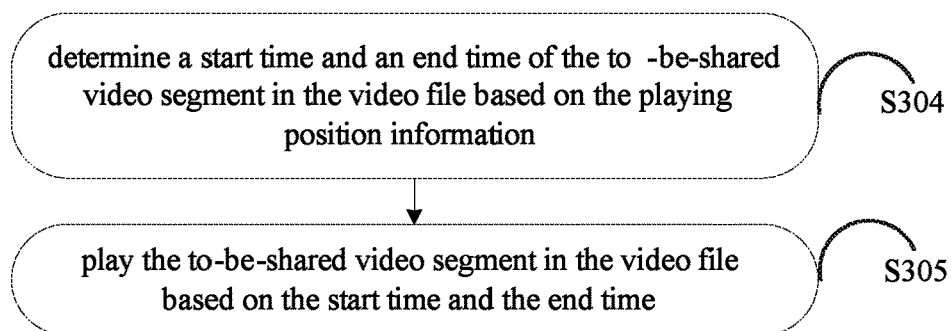 determine a start time and an end time of the to -be-shared
video segment in the video file based on the playing
position information
S304
play the to-be-shared video segment in the video file
based on the start time and the end time
S305